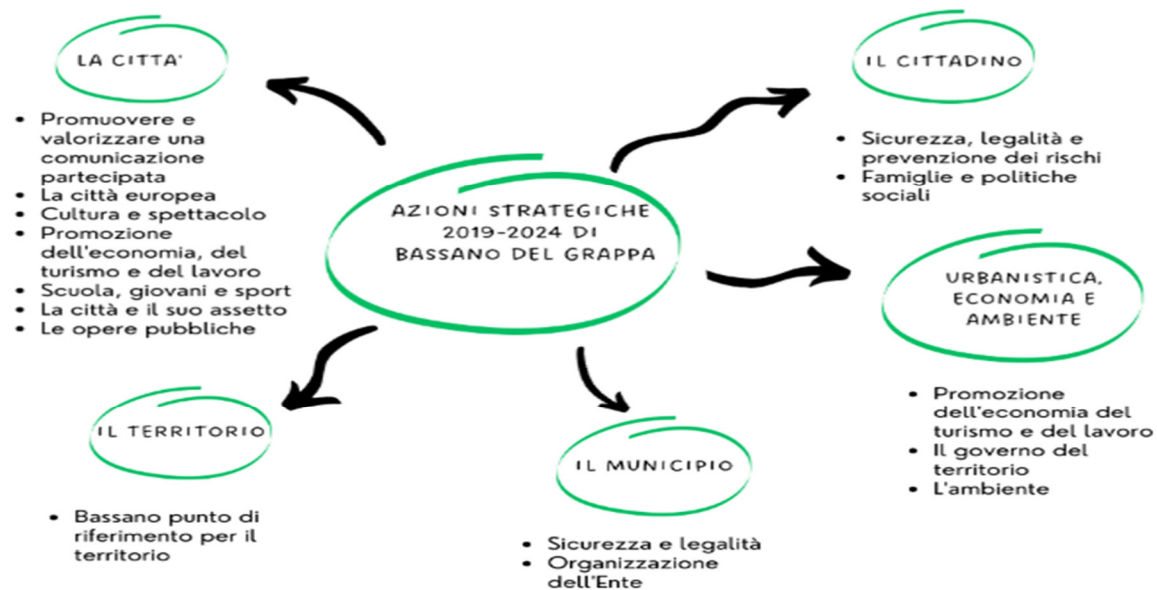 AZIONI STRATEGICHE
2019-2024 DI
BASSANO DEL GRAPPA
LA CITTA'
• Promuovere e
valorizzare una
comunicazione
partecipata
• La città europea
• Cultura e spettacolo
• Promozione
dell'economia, del
turismo e del lavoro
• Scuola, giovani e sport
• La città e il suo assetto
• Le opere pubbliche
IL CITTADINO
• Sicurezza, legalità e
prevenzione dei rischi
• Famiglie e politiche
sociali
URBANISTICA,
ECONOMIA E
AMBIENTE
• Promozione
dell'economia del
turismo e del lavoro
• Il governo del
territorio
• L'ambiente
IL TERRITORIO
• Bassano punto di
riferimento per il
territorio
IL MUNICIPIO
• Sicurezza e legalità
• Organizzazione
dell'Ente